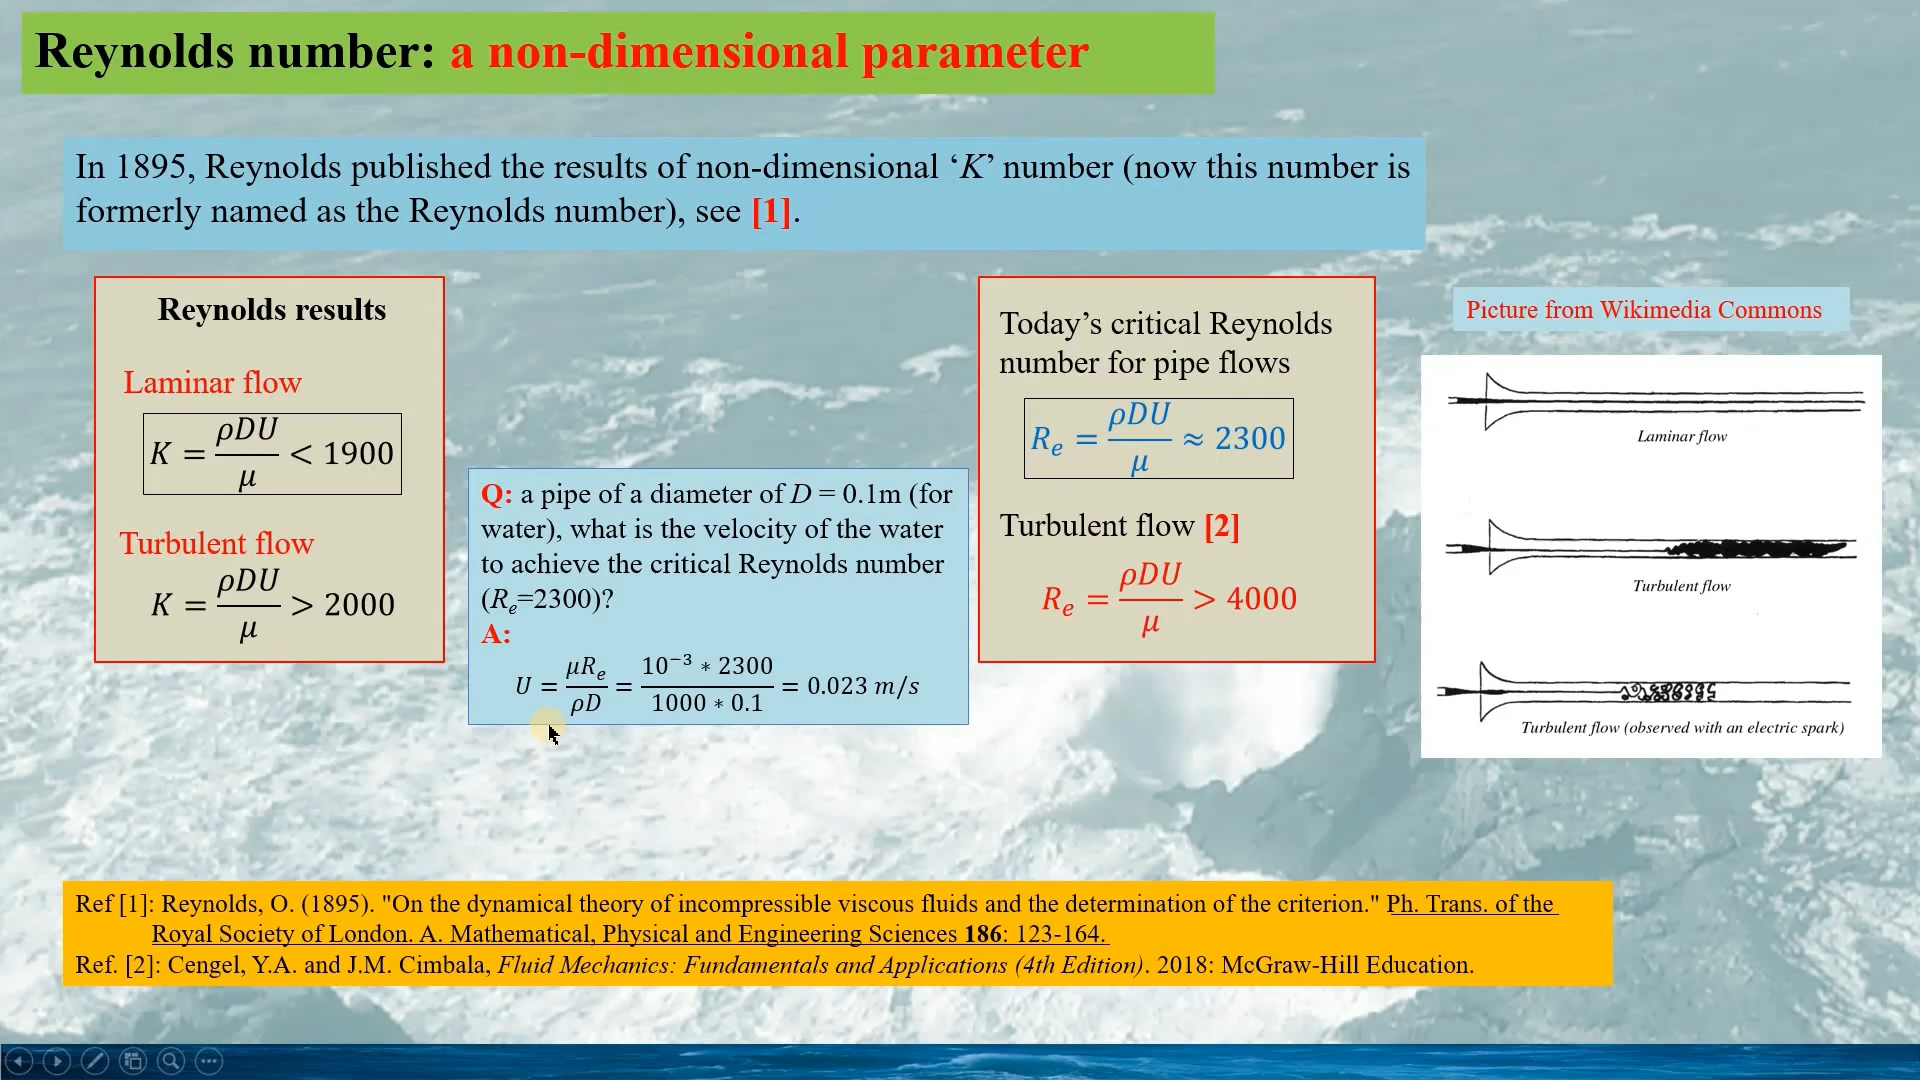 Reynolds number: a non-dimensional parameter
In 1895, Reynolds published the results of non-dimensional ‘K’ number (now this number is
formerly named as the Reynolds number), see [1].
Reynolds results
Laminar flow
K = ρDU/μ < 1900
Turbulent flow
K = ρDU/μ > 2000
Q: a pipe of a diameter of D = 0.1m (for
water), what is the velocity of the water
to achieve the critical Reynolds number
(Rₑ=2300)?
A:
U = μRₑ/ρD = 10⁻³ * 2300/1000 * 0.1 = 0.023 m/s
Today’s critical Reynolds
number for pipe flows
Rₑ = ρDU/μ ≈ 2300
Turbulent flow [2]
Rₑ = ρDU/μ > 4000
Picture from Wikimedia Commons
Laminar flow
Turbulent flow
Turbulent flow (observed with an electric spark)
Ref [1]: Reynolds, O. (1895). "On the dynamical theory of incompressible viscous fluids and the determination of the criterion." Ph. Trans. of the
Royal Society of London. A. Mathematical, Physical and Engineering Sciences 186: 123-164.
Ref. [2]: Cengel, Y.A. and J.M. Cimbala, Fluid Mechanics: Fundamentals and Applications (4th Edition). 2018: McGraw-Hill Education.